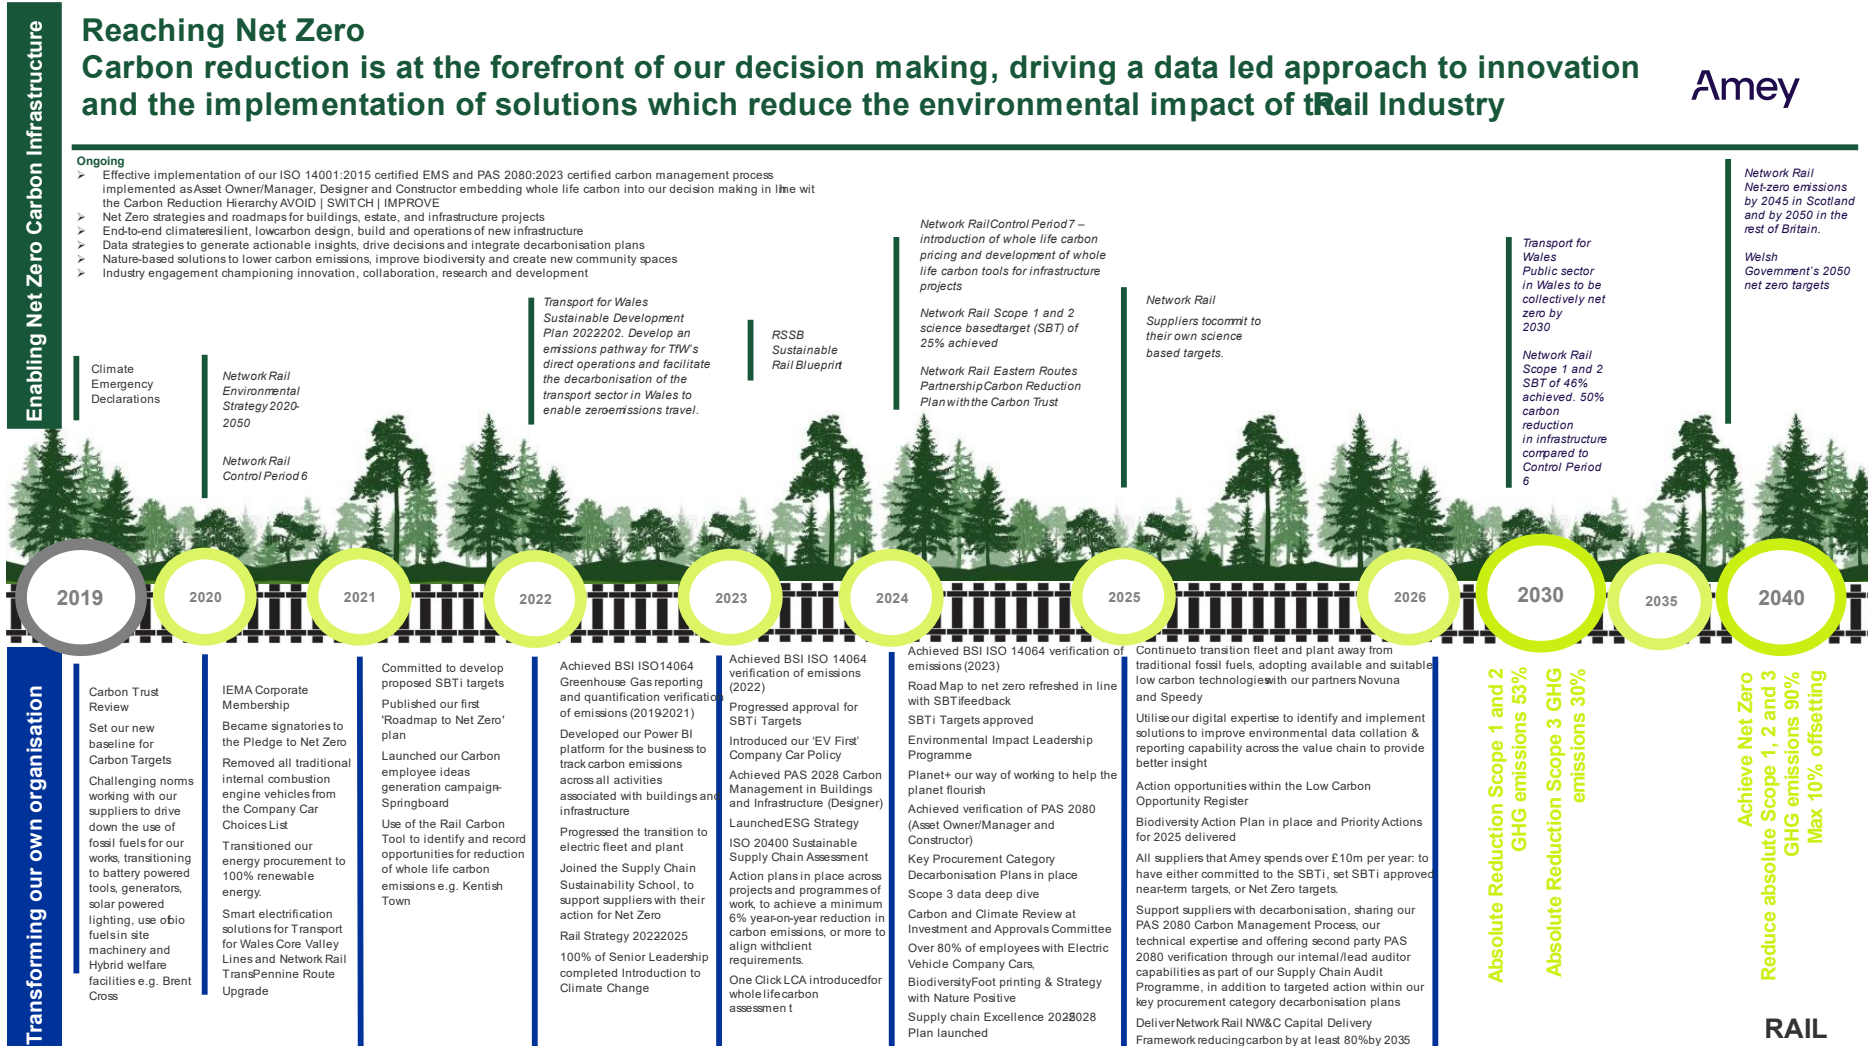 Enabling Net Zero Carbon Infrastructure
Reaching Net Zero
Carbon reduction is at the forefront of our decision making, driving a data led approach to innovation
and the implementation of solutions which reduce the environmental impact of the Rail Industry
Amey
Ongoing
Effective implementation of our ISO 14001:2015 certified EMS and PAS 2080:2023 certified carbon management process
implemented as Asset Owner/Manager, Designer and Constructor embedding whole life carbon into our decision making in line with
the Carbon Reduction Hierarchy AVOID | SWITCH | IMPROVE
Net Zero strategies and roadmaps for buildings, estate, and infrastructure projects
End-to-end climate-resilient, low-carbon design, build and operations of new infrastructure
Data strategies to generate actionable insights, drive decisions and integrate decarbonisation plans
Nature-based solutions to lower carbon emissions, improve biodiversity and create new community spaces
Industry engagement championing innovation, collaboration, research and development
Climate
Emergency
Declarations
Network Rail
Environmental
Strategy 2020-
2050
Network Rail
Control Period 6
Transport for Wales
Sustainable Development
Plan 2022-202. Develop an
emissions pathway for TfW's
direct operations and facilitate
the decarbonisation of the
transport sector in Wales to
enable zero-emissions travel.
RSSB
Sustainable
Rail Blueprint
Network Rail Control Period 7 –
introduction of whole life carbon
pricing and development of whole
life carbon tools for infrastructure
projects
Network Rail Scope 1 and 2
science based target (SBT) of
25% achieved
Network Rail Eastern Routes
Partnership Carbon Reduction
Plan with the Carbon Trust
Network Rail
Suppliers to commit to
their own science
based targets.
Transport for
Wales
Public sector
in Wales to be
collectively net
zero by
2030
Network Rail
Scope 1 and 2
SBT of 46%
achieved. 50%
carbon
reduction
in infrastructure
compared to
Control Period
6
Network Rail
Net-zero emissions
by 2045 in Scotland
and by 2050 in the
rest of Britain.
Welsh
Government's 2050
net zero targets
2019
2020
2021
2022
2023
2024
2025
2026
2030
2035
2040
Transforming our own organisation
Carbon Trust
Review
Set our new
baseline for
Carbon Targets
Challenging norms
working with our
suppliers to drive
down the use of
fossil fuels for our
works, transitioning
to battery powered
tools, generators,
solar powered
lighting, use of bio
fuels in site
machinery and
Hybrid welfare
facilities e.g. Brent
Cross
IEMA Corporate
Membership
Became signatories to
the Pledge to Net Zero
Removed all traditional
internal combustion
engine vehicles from
the Company Car
Choices List
Transitioned our
energy procurement to
100% renewable
energy.
Smart electrification
solutions for Transport
for Wales Core Valley
Lines and Network Rail
TransPennine Route
Upgrade
Committed to develop
proposed SBTi targets
Published our first
'Roadmap to Net Zero'
plan
Launched our Carbon
employee ideas
generation campaign–
Springboard
Use of the Rail Carbon
Tool to identify and record
opportunities for reduction
of whole life carbon
emissions e.g. Kentish
Town
Achieved BSI ISO14064
Greenhouse Gas reporting
and quantification verification
of emissions (2019-2021)
Developed our Power BI
platform for the business to
track carbon emissions
across all activities
associated with buildings and
infrastructure
Progressed the transition to
electric fleet and plant
Joined the Supply Chain
Sustainability School, to
support suppliers with their
action for Net Zero
Rail Strategy 2022-2025
100% of Senior Leadership
completed Introduction to
Climate Change
Achieved BSI ISO 14064
verification of emissions
(2022)
Progressed approval for
SBTi Targets
Introduced our 'EV First'
Company Car Policy
Achieved PAS 2028 Carbon
Management in Buildings
and Infrastructure (Designer)
Launched ESG Strategy
ISO 20400 Sustainable
Supply Chain Assessment
Action plans in place across
projects and programmes of
work, to achieve a minimum
6% year-on-year reduction in
carbon emissions, or more to
align with client
requirements.
One Click LCA introduced for
whole life carbon
assessment
Achieved BSI ISO 14064 verification of
emissions (2023)
Road Map to net zero refreshed in line
with SBTi feedback
SBTi Targets approved
Environmental Impact Leadership
Programme
Planet+ our way of working to help the
planet flourish
Achieved verification of PAS 2080
(Asset Owner/Manager and
Constructor)
Key Procurement Category
Decarbonisation Plans in place
Scope 3 data deep dive
Carbon and Climate Review at
Investment and Approvals Committee
Over 80% of employees with Electric
Vehicle Company Cars,
Biodiversity Foot printing & Strategy
with Nature Positive
Supply chain Excellence 2025-2028
Plan launched
Continue to transition fleet and plant away from
traditional fossil fuels, adopting available and suitable
low carbon technologies with our partners Novuna
and Speedy
Utilise our digital expertise to identify and implement
solutions to improve environmental data collation &
reporting capability across the value chain to provide
better insight
Action opportunities within the Low Carbon
Opportunity Register
Biodiversity Action Plan in place and Priority Actions
for 2025 delivered
All suppliers that Amey spends over £10m per year: to
have either committed to the SBTi, set SBTi approved
near-term targets, or Net Zero targets.
Support suppliers with decarbonisation, sharing our
PAS 2080 Carbon Management Process, our
technical expertise and offering second party PAS
2080 verification through our internal/lead auditor
capabilities as part of our Supply Chain Audit
Programme, in addition to targeted action within our
key procurement category decarbonisation plans
Deliver Network Rail NW&C Capital Delivery
Framework reducing carbon by at least 80% by 2035
Absolute Reduction Scope 1 and 2
GHG emissions 53%
Absolute Reduction Scope 3 GHG
emissions 30%
Achieve Net Zero
Reduce absolute Scope 1, 2 and 3
GHG emissions 90%
Max 10% offsetting
RAIL